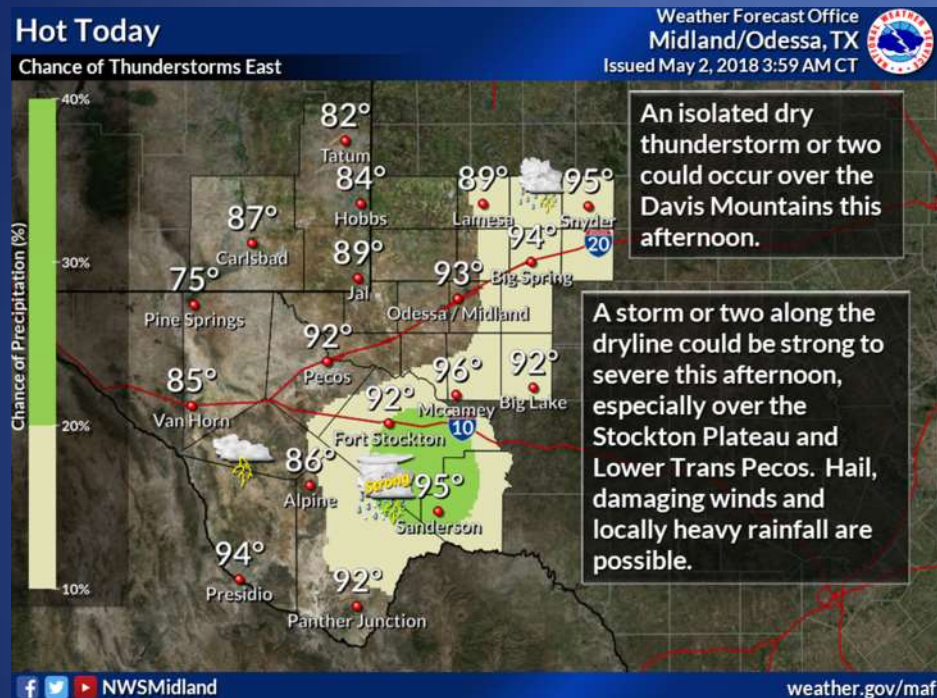 Hot Today
Chance of Thunderstorms East
Weather Forecast Office
Midland/Odessa, TX
Issued May 2, 2018 3:59 AM CT
NATIONAL WEATHER SERVICE
40%
30%
20%
10%
Chance of Precipitation (%)
82°
Tatum
84°
Hobbs
89°
Lamesa
95°
Snyder
87°
Carlsbad
94°
Big Spring
20
89°
Jal
93°
Odessa / Midland
75°
Pine Springs
92°
Pecos
96°
Mccamey
92°
Big Lake
85°
Van Horn
92°
Fort Stockton
10
86°
Alpine
Strong
95°
Sanderson
94°
Presidio
92°
Panther Junction
An isolated dry
thunderstorm or two
could occur over the
Davis Mountains this
afternoon.
A storm or two along the
dryline could be strong to
severe this afternoon,
especially over the
Stockton Plateau and
Lower Trans Pecos. Hail,
damaging winds and
locally heavy rainfall are
possible.
NWSMidland
weather.gov/maf